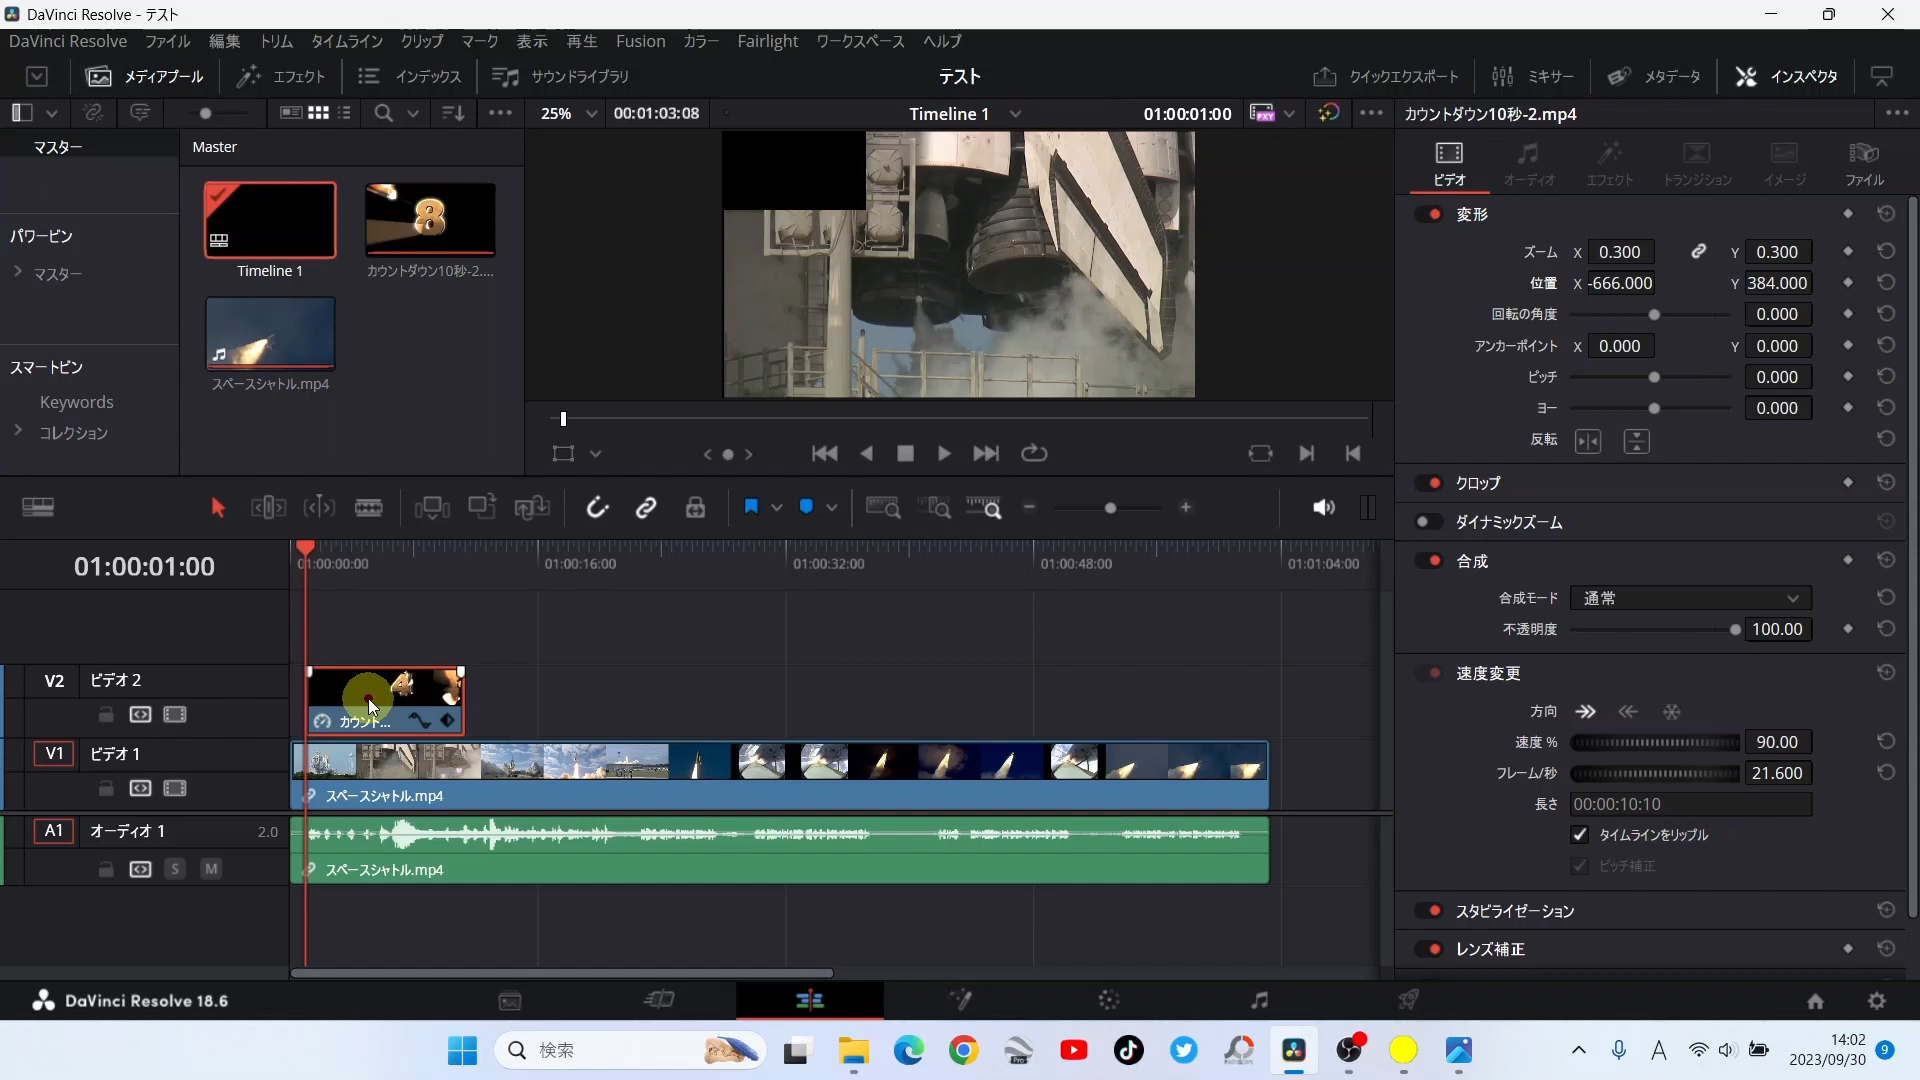 DaVinci Resolve - テスト
DaVinci Resolve ファイル 編集 トリム タイムライン クリップ マーク 表示 再生 Fusion カラー Fairlight ワークスペース ヘルプ
メディアプール エフェクト インデックス サウンドライブラリ テスト クイックエクスポート ミキサー メタデータ インスペクタ
25% 00:01:03:08 Timeline 1 01:00:01:00 カウントダウン10秒-2.mp4
マスター Master
ビデオ オーディオ エフェクト トランジション イメージ ファイル
パワービン
マスター
Timeline 1 カウントダウン10秒-2....
8
スマートビン
Keywords
コレクション
スペースシャトル.mp4
変形
ズーム X 0.300 Y 0.300
位置 X -666.000 Y 384.000
回転の角度 0.000
アンカーポイント X 0.000 Y 0.000
ピッチ 0.000
ヨー 0.000
反転
クロップ
ダイナミックズーム
合成
合成モード 通常
不透明度 100.00
速度変更
方向
速度 % 90.00
フレーム/秒 21.600
長さ 00:00:10:10
タイムラインをリップル
ピッチ補正
スタビライゼーション
レンズ補正
01:00:01:00 01:00:00:00 01:00:16:00 01:00:32:00 01:00:48:00 01:01:04:00
V2 ビデオ 2
4
カウント...
V1 ビデオ 1
スペースシャトル.mp4
A1 オーディオ 1 2.0
S M
スペースシャトル.mp4
DaVinci Resolve 18.6
検索 A 14:02
2023/09/30 9